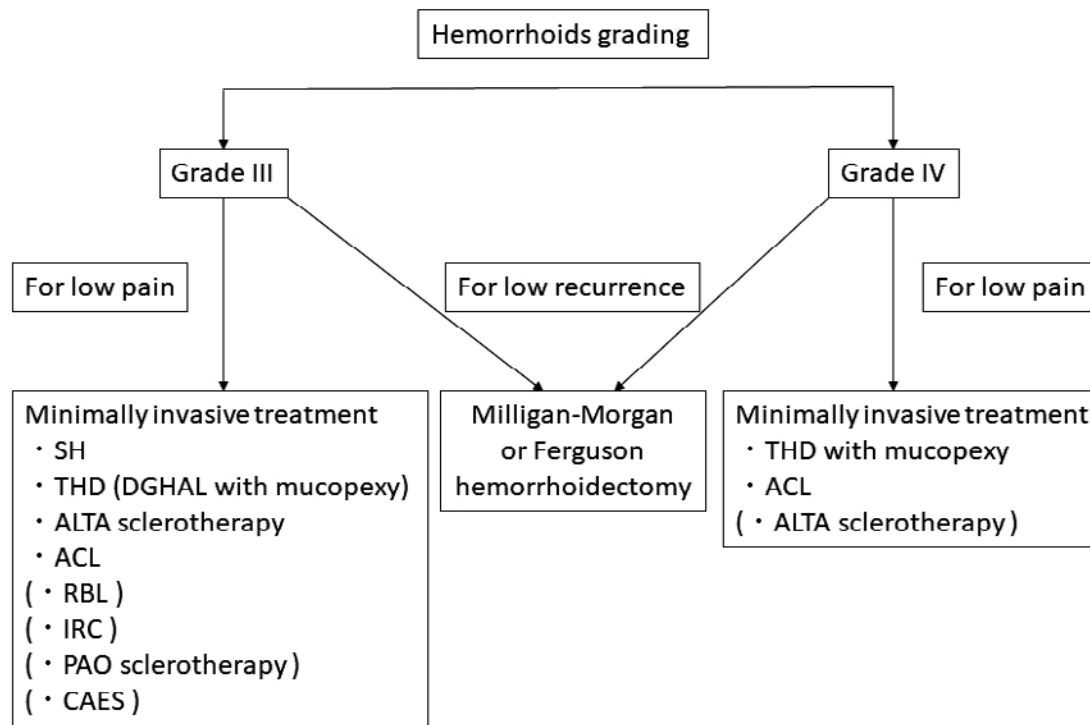 Hemorrhoids grading
Grade III
Grade IV
For low pain
For low recurrence
For low pain
Minimally invasive treatment
・SH
・THD (DGHAL with mucopexy)
・ALTA sclerotherapy
・ACL
(・RBL)
(・IRC)
(・PAO sclerotherapy)
(・CAES)
Milligan-Morgan
or Ferguson
hemorrhoidectomy
Minimally invasive treatment
・THD with mucopexy
・ACL
(・ALTA sclerotherapy)